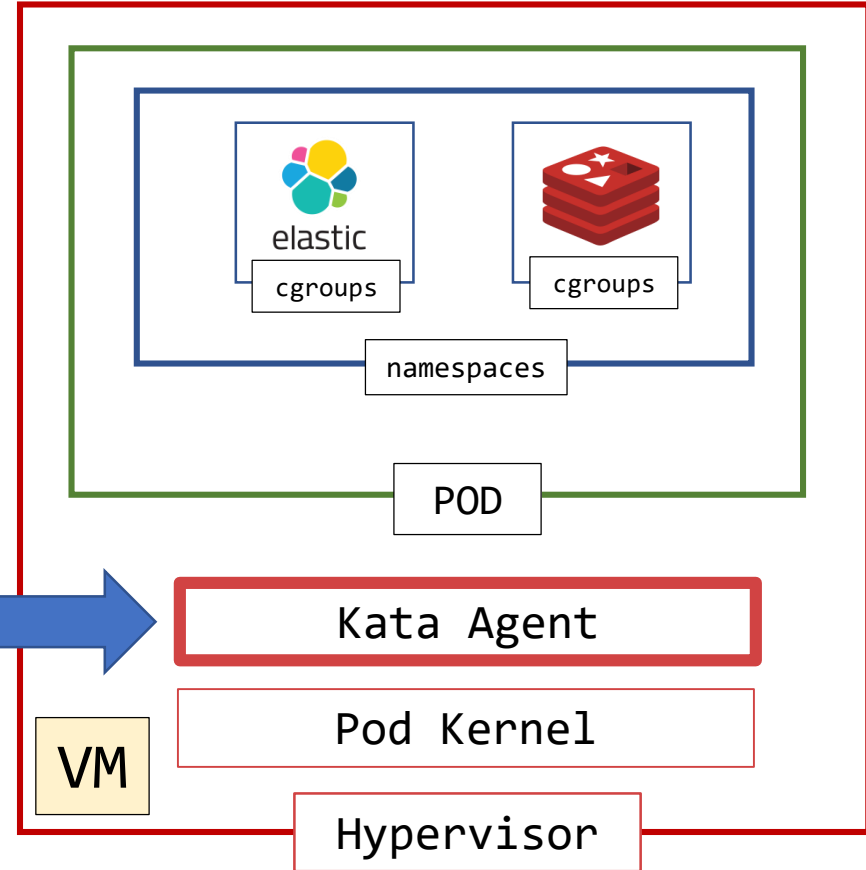 elastic
cgroups
cgroups
namespaces
POD
Kata Agent
Pod Kernel
VM
Hypervisor